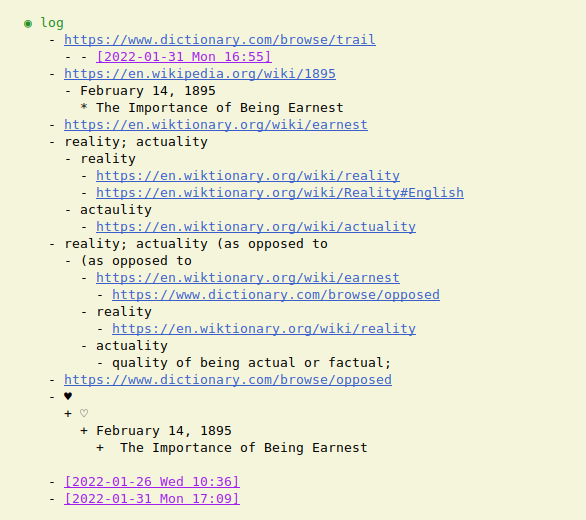 ◉ log
- https://www.dictionary.com/browse/trail
- - [2022-01-31 Mon 16:55]
- https://en.wikipedia.org/wiki/1895
- February 14, 1895
* The Importance of Being Earnest
- https://en.wiktionary.org/wiki/earnest
- reality; actuality
- reality
- https://en.wiktionary.org/wiki/reality
- https://en.wiktionary.org/wiki/Reality#English
- actaulity
- https://en.wiktionary.org/wiki/actuality
- reality; actuality (as opposed to
- (as opposed to
- https://en.wiktionary.org/wiki/earnest
- https://www.dictionary.com/browse/opposed
- reality
- https://en.wiktionary.org/wiki/reality
- actuality
- quality of being actual or factual;
- https://www.dictionary.com/browse/opposed
- ♥
+ ♡
+ February 14, 1895
+  The Importance of Being Earnest
- [2022-01-26 Wed 10:36]
- [2022-01-31 Mon 17:09]